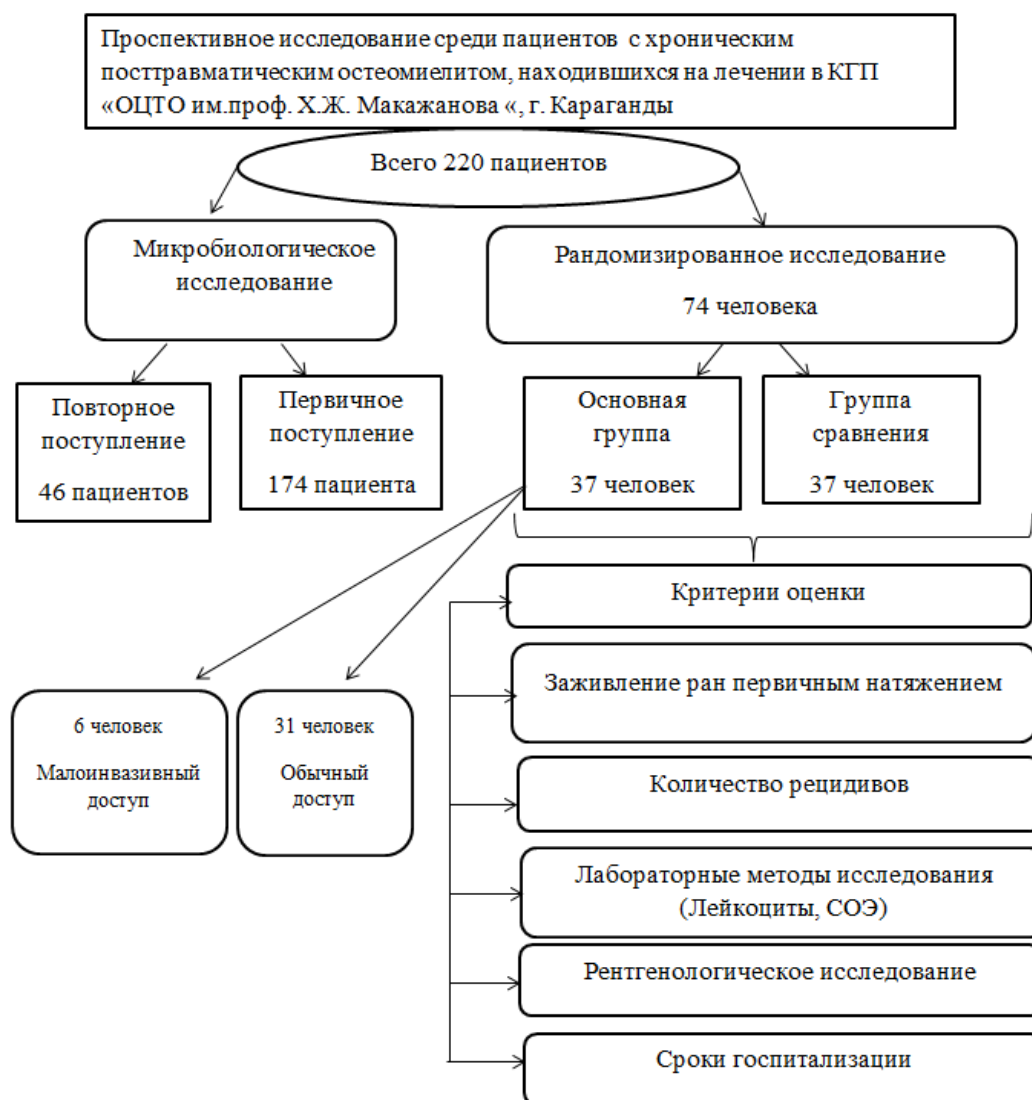 Проспективное исследование среди пациентов с хроническим
посттравматическим остеомиелитом, находившихся на лечении в КГП
«ОЦТО им.проф. Х.Ж. Макажанова «, г. Караганды
Всего 220 пациентов
Микробиологическое
исследование
Рандомизированное исследование
74 человека
Повторное
поступление
46 пациентов
Первичное
поступление
174 пациента
Основная
группа
37 человек
Группа
сравнения
37 человек
6 человек
Малоинвазивный
доступ
31 человек
Обычный
доступ
Критерии оценки
Заживление ран первичным натяжением
Количество рецидивов
Лабораторные методы исследования
(Лейкоциты, СОЭ)
Рентгенологическое исследование
Сроки госпитализации